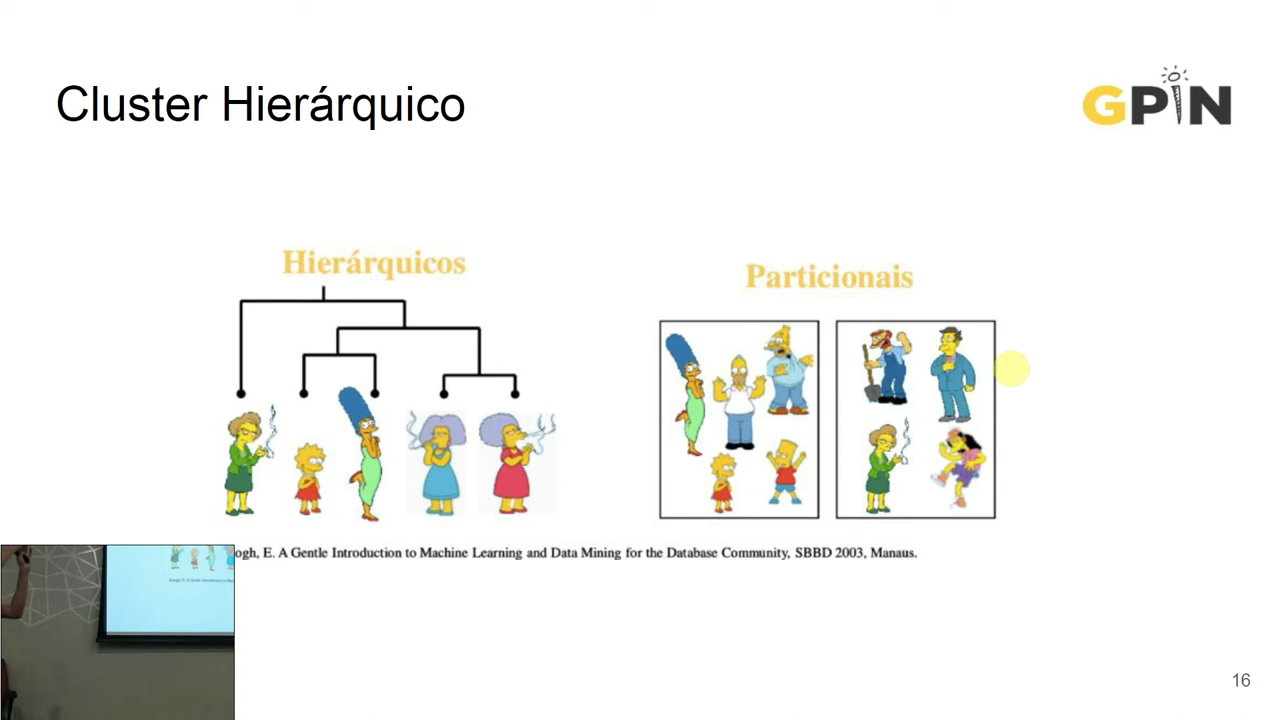 Cluster Hierárquico
GPIN
Hierárquicos
Particionais
ogh, E. A Gentle Introduction to Machine Learning and Data Mining for the Database Community, SBBD 2003, Manaus.
16